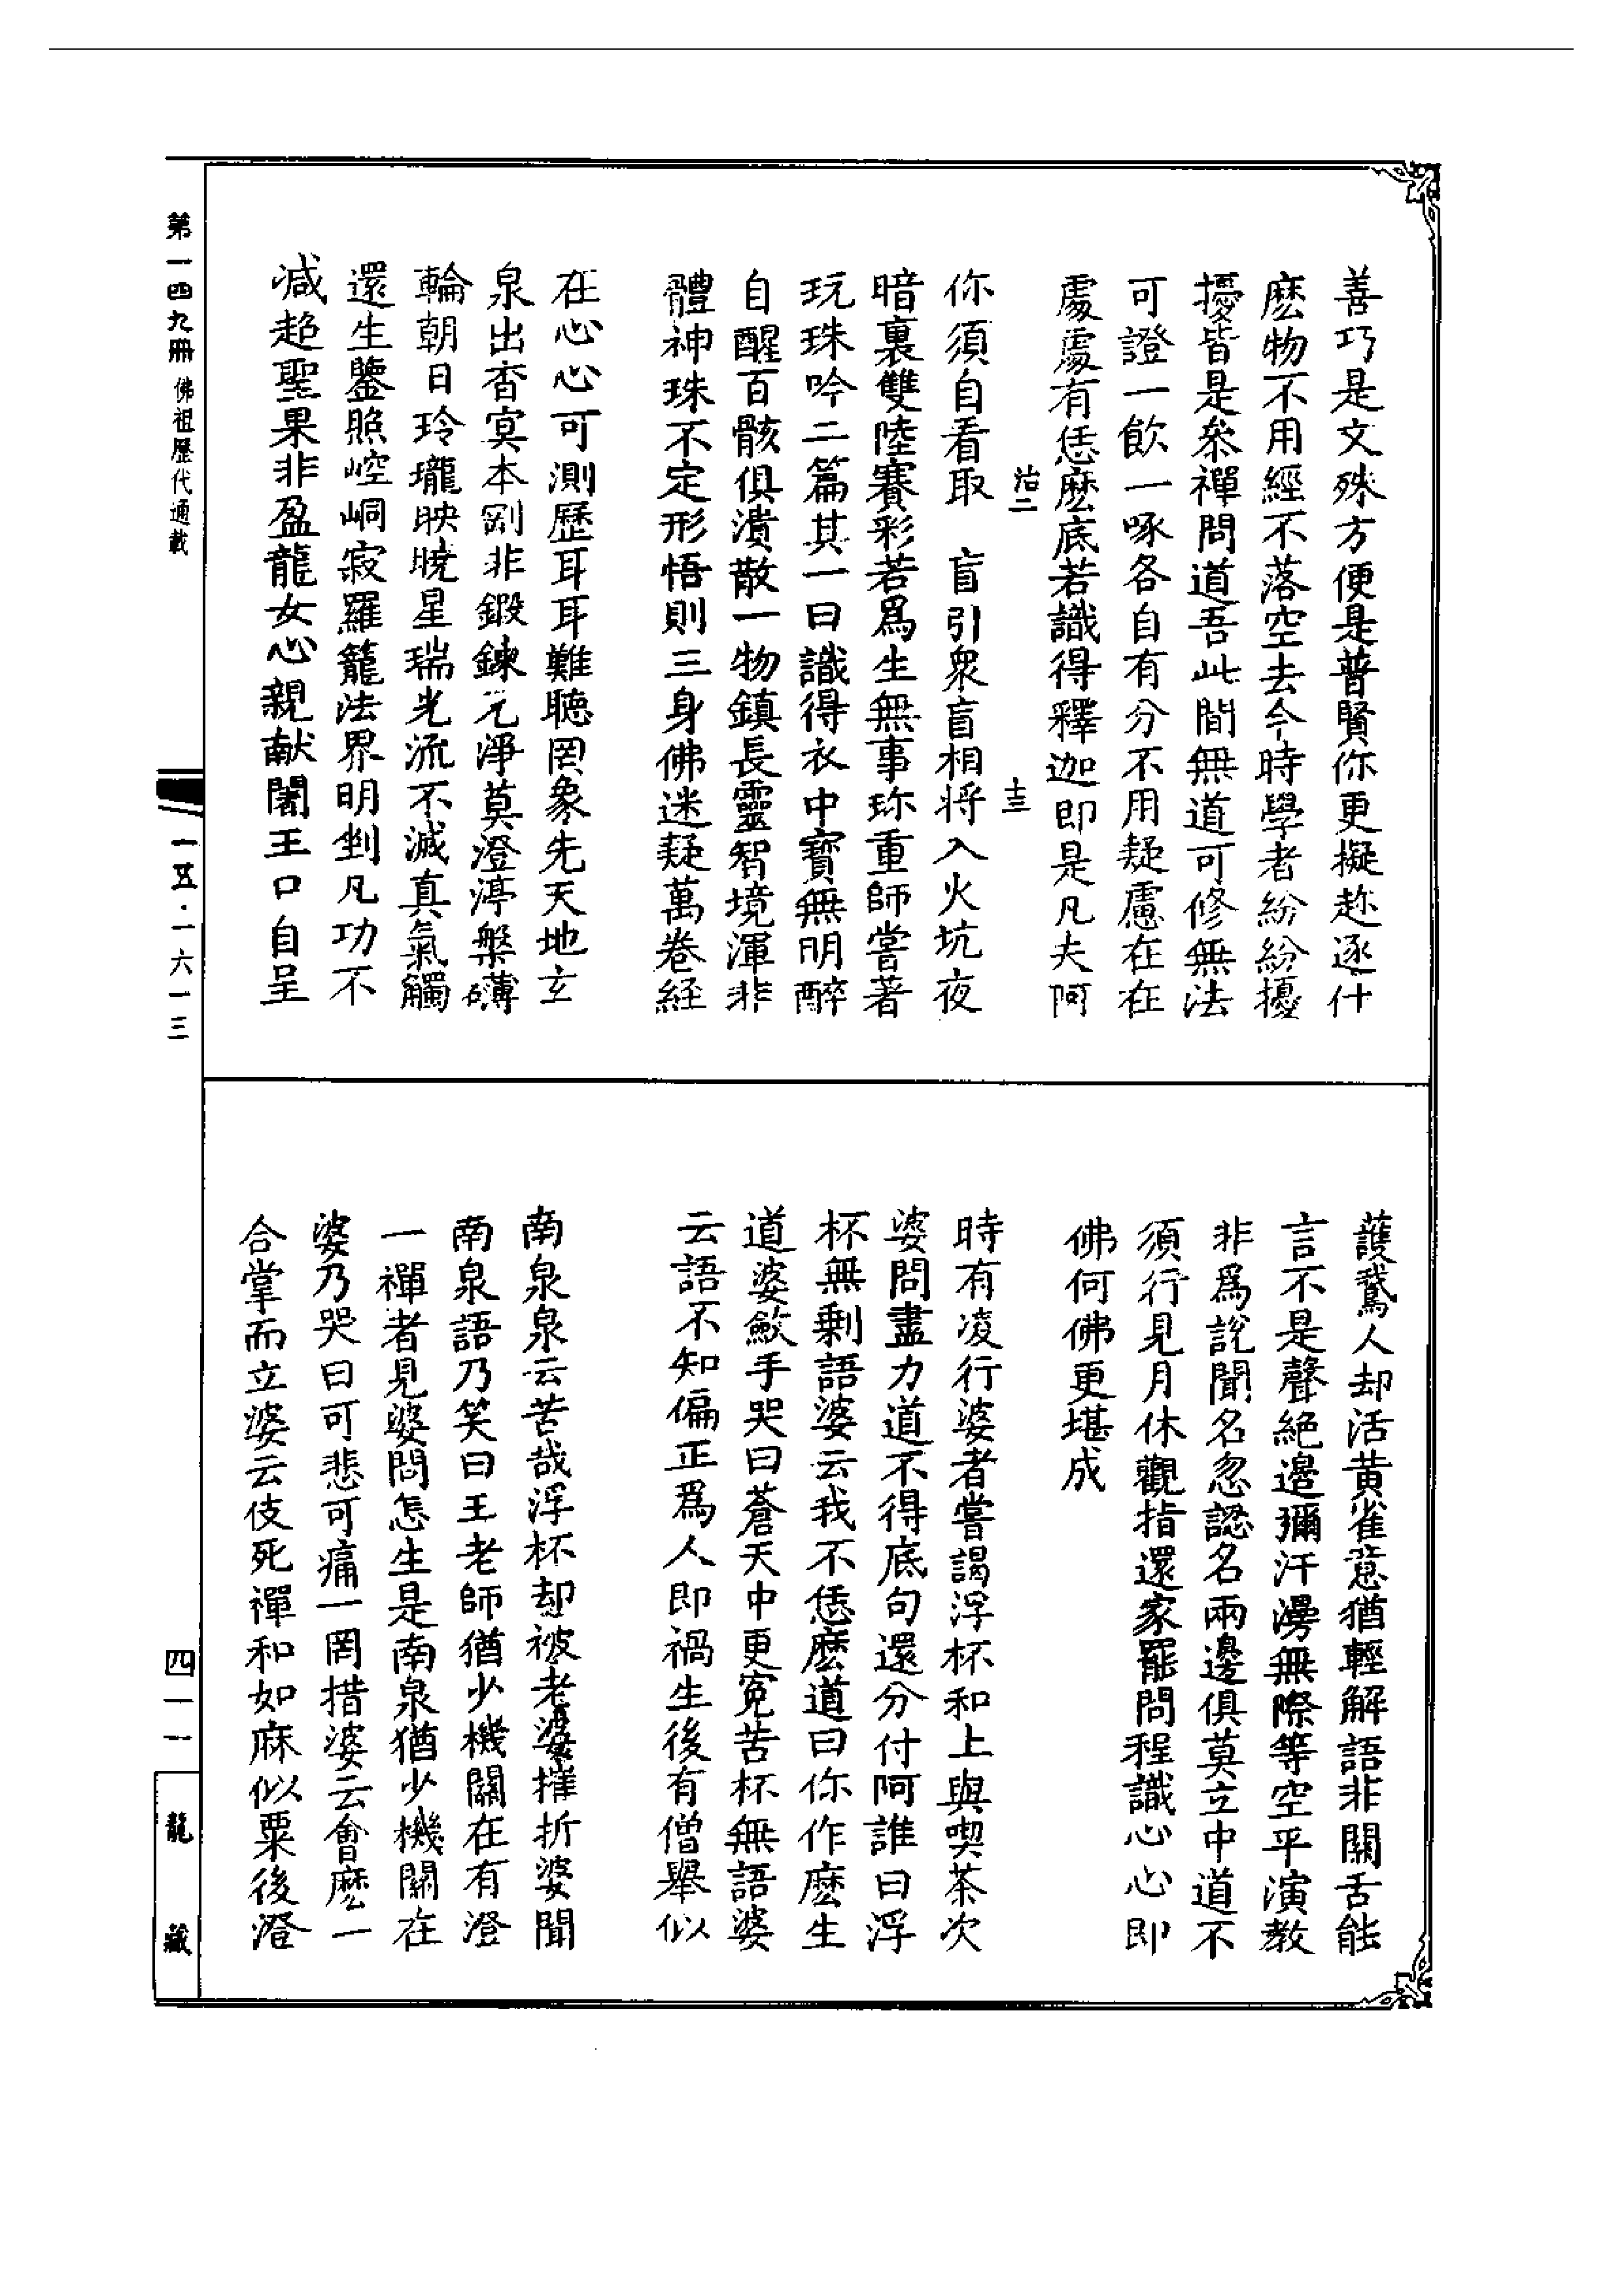 善巧是文殊方便是普賢你更擬趂逐什
麽物不用經不落空去今時學者紛紛擾
擾皆是叅禪問道吾此間無道可修無法
可證一飲一啄各自有分不用疑慮在在
處處有恁麽底若識得釋迦即是凡夫阿
治二
十三
你須自看取　盲引衆盲相将入火坑夜
暗裏雙陸賽彩若爲生無事珎重師甞著
玩珠吟二篇其一曰識得衣中寶無明醉
自醒百骸俱潰散一物鎮長靈智境渾非
體神珠不定形悟則三身佛迷疑萬卷経
在心心可測歷耳耳難聴罔象先天地玄
泉出杳冥本剛非鍛鍊元淨莫澄渟槃礴
輪朝日玲瓏映曉星瑞光流不滅真氣觸
還生鑒照崆峒寂羅籠法界明剉凡功不
减超聖果非盈龍女心親献闍王口自呈
護鵞人却活黄雀意猶輕解語非關舌能
言不是聲絶邉彌汗漫無際等空平演教
非爲說聞名忽認名兩邊俱莫立中道不
須行見月休觀指還家罷問程識心心即
佛何佛更堪成
時有凌行婆者嘗謁浮杯和上與喫茶次
婆問盡力道不得底句還分付阿誰曰浮
杯無剩語婆云我不恁麽道曰你作麽生
道婆斂手哭曰蒼天中更寃苦杯無語婆
云語不知偏正爲人即禍生後有僧舉似
南泉泉云苦哉浮杯却被老婆摧折婆聞
南泉語乃笑曰王老師猶少機關在有澄
一禪者見婆問怎生是南泉猶少機關在
婆乃哭曰可悲可痛一罔措婆云會麽一
合掌而立婆云伎死禪和如麻似粟後澄
第一四九冊 佛祖歷代通載
一五·一六一三
四一一
龍藏